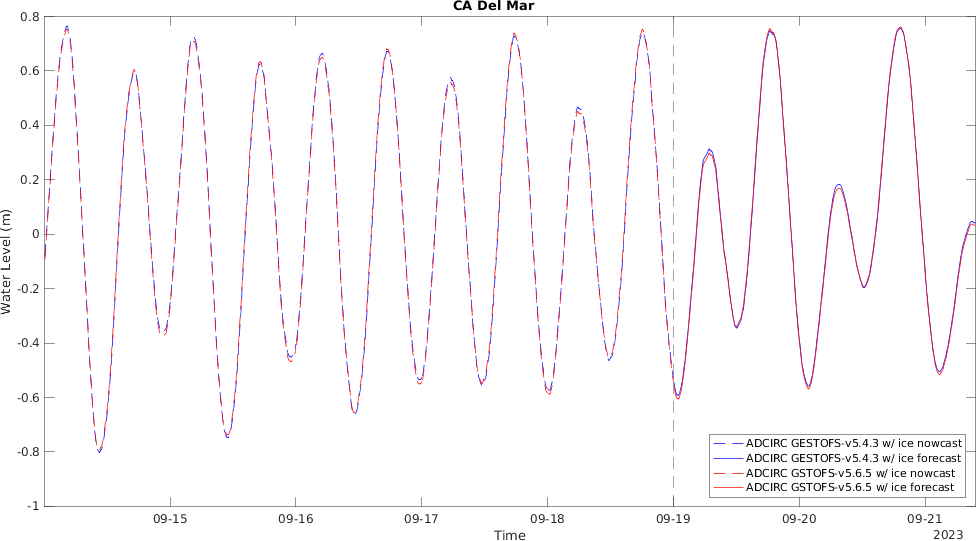 CA Del Mar
0.8
0.6
0.4
0.2
0
-0.2
-0.4
-0.6
-0.8
-1
Water Level (m)
09-15
09-16
09-17
09-18
09-19
09-20
09-21
Time
2023
ADCIRC GESTOFS-v5.4.3 w/ ice nowcast
ADCIRC GESTOFS-v5.4.3 w/ ice forecast
ADCIRC GSTOFS-v5.6.5 w/ ice nowcast
ADCIRC GSTOFS-v5.6.5 w/ ice forecast